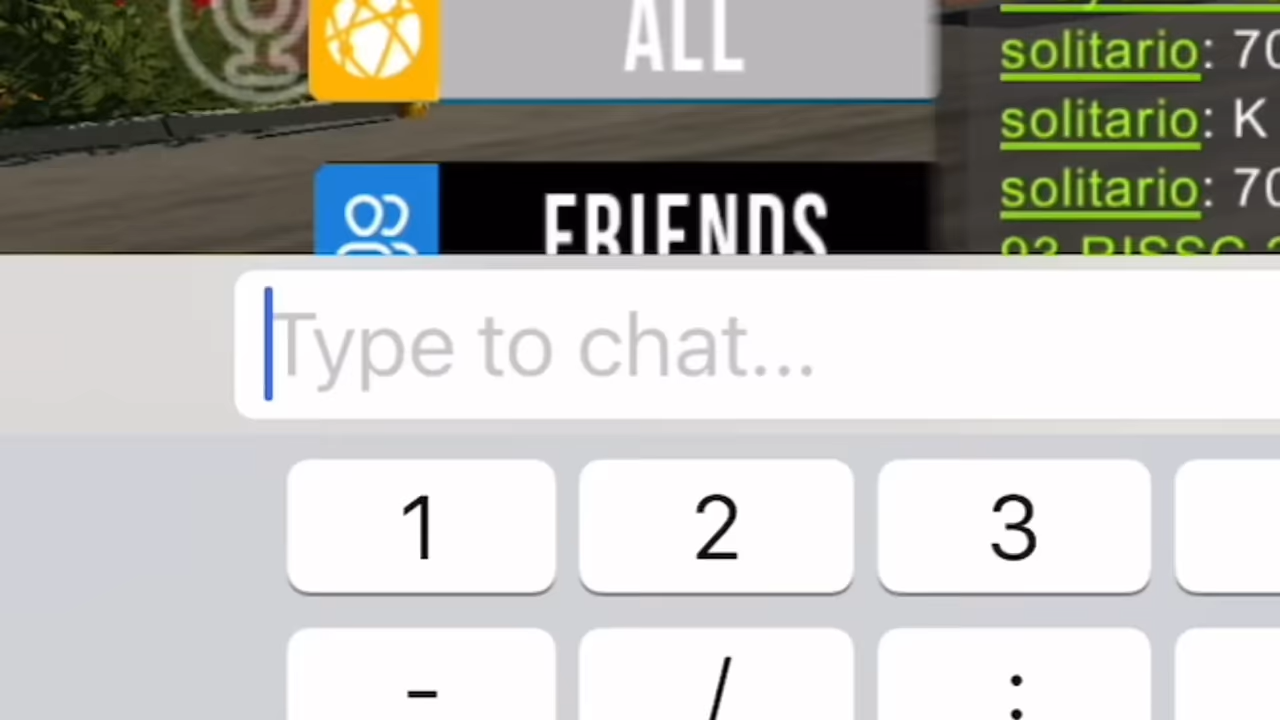 ALL
solitario: 70
solitario: K
solitario: 70
FRIENDS
Type to chat...
1 2 3
- / :